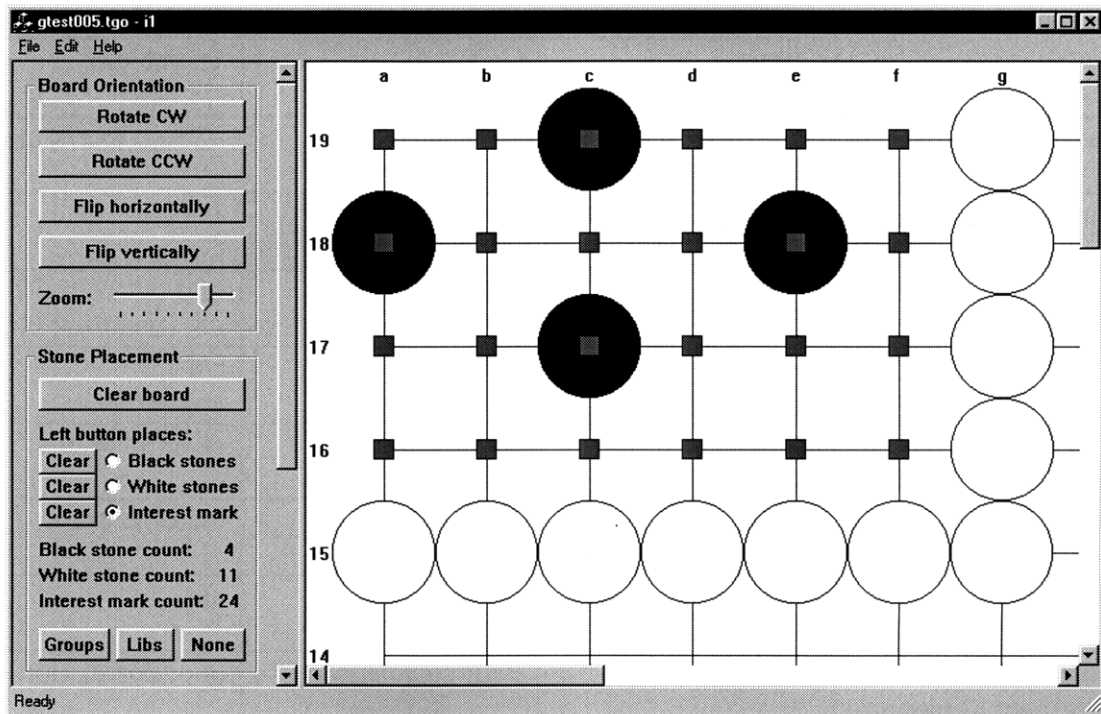 gtest005.tgo - i1
File Edit Help
Board Orientation
Rotate CW
Rotate CCW
Flip horizontally
Flip vertically
Zoom:
Stone Placement
Clear board
Left button places:
Clear Black stones
Clear White stones
Clear Interest mark
Black stone count: 4
White stone count: 11
Interest mark count: 24
Groups Libs None
a b c d e f g
19
18
17
16
15
14
Ready